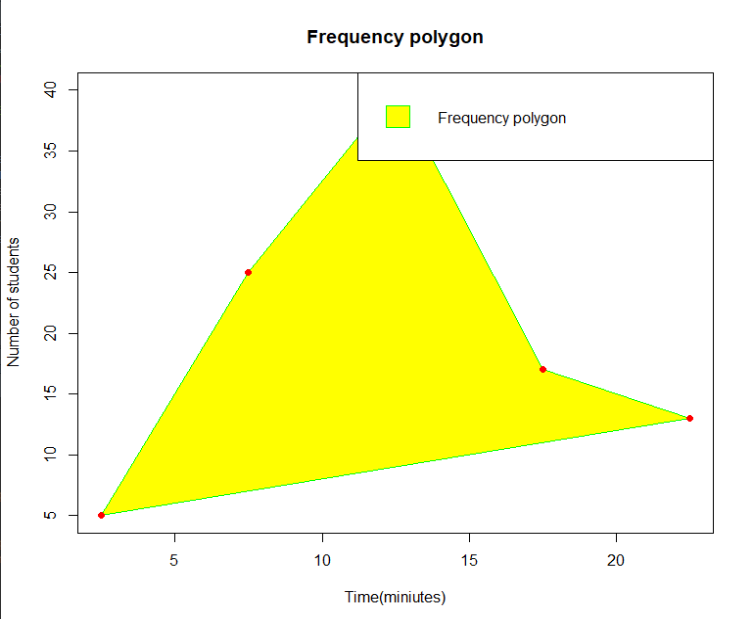 Frequency polygon
Frequency polygon
40
35
30
25
20
15
10
5
Number of students
5 10 15 20
Time(miniutes)